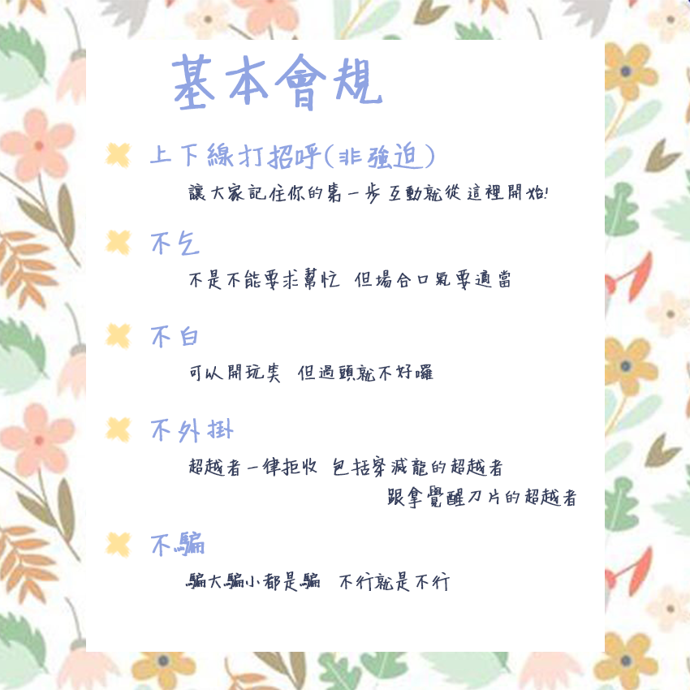 基本會規
上下線打招呼(非強迫)
讓大家記住你的第一步 互動就從這裡開始!
不乞
不是不能要求幫忙 但場合口氣要適當
不白
可以開玩笑 但過頭就不好囉
不外掛
超越者一律拒收 包括穿滅龍的超越者
跟拿覺醒刀片的超越者
不騙
騙大騙小都是騙 不行就是不行